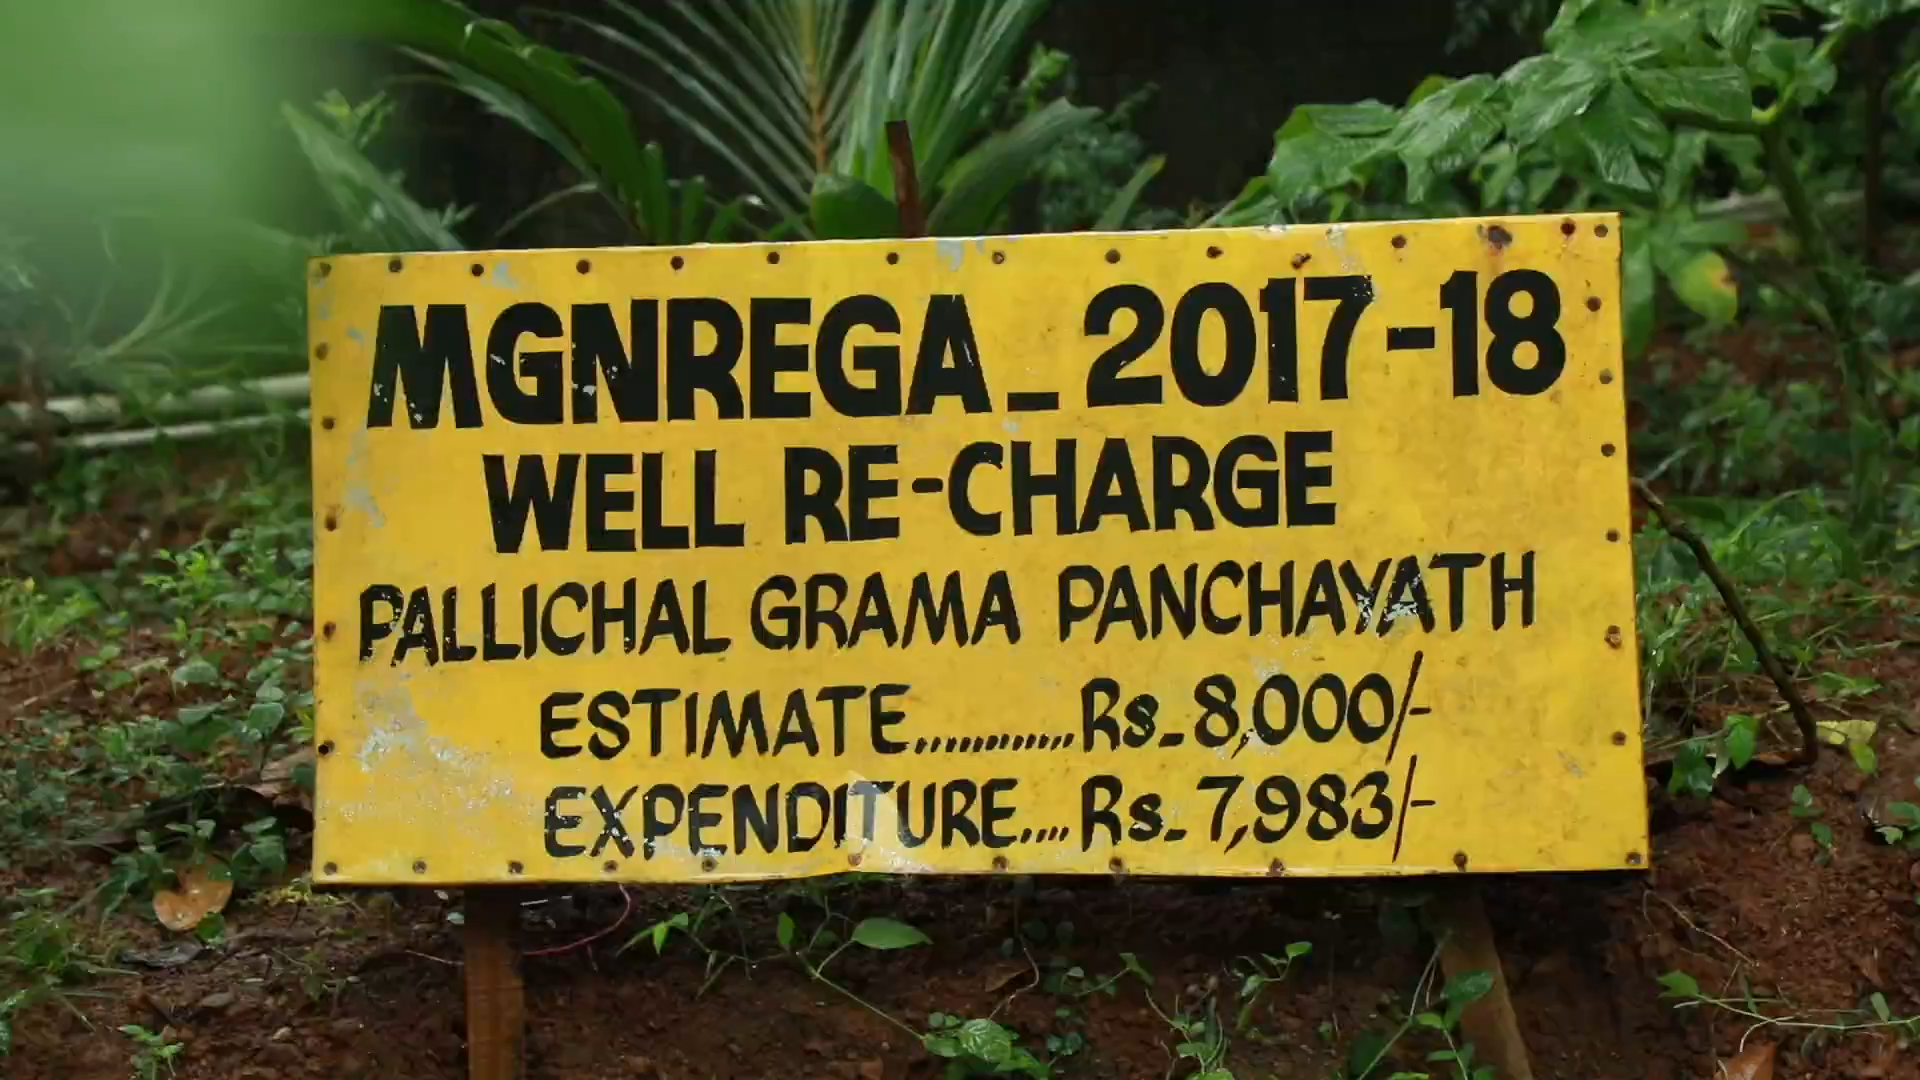 MGNREGA_2017-18
WELL RE-CHARGE
PALLICHAL GRAMA PANCHAYATH
ESTIMATE............Rs_8,000/-
EXPENDITURE....Rs_7,983/-